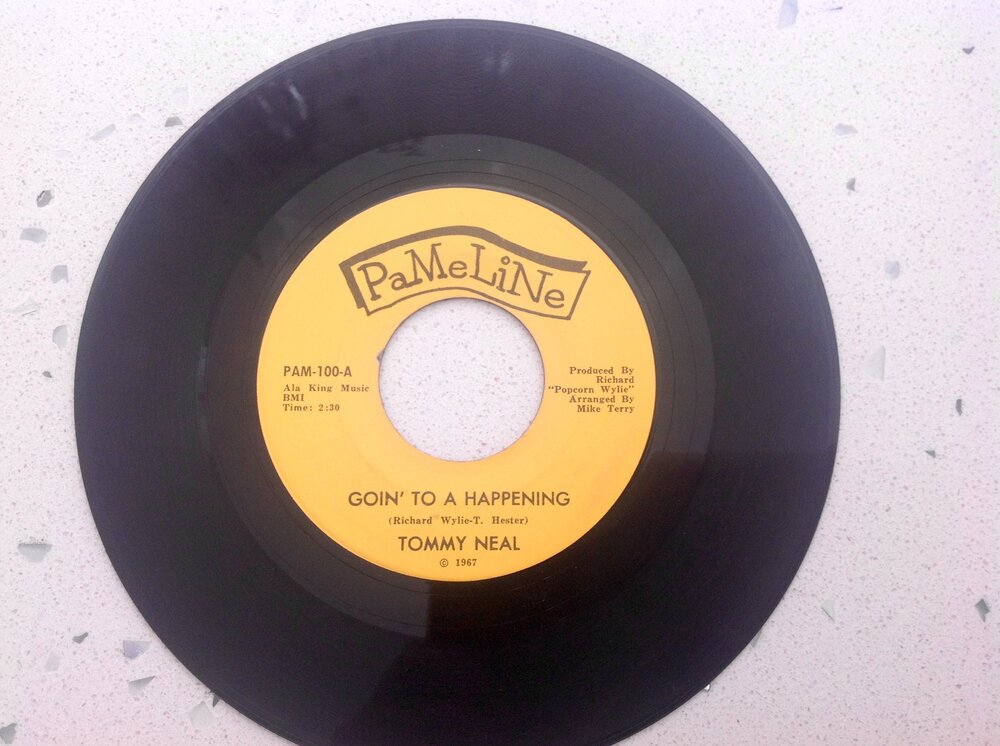 PaMeLiNe
PAM-100-A
Ala King Music
BMI
Time: 2:30
Produced By
Richard
"Popcorn Wylie"
Arranged By
Mike Terry
GOIN' TO A HAPPENING
(Richard Wylie-T. Hester)
TOMMY NEAL
© 1967